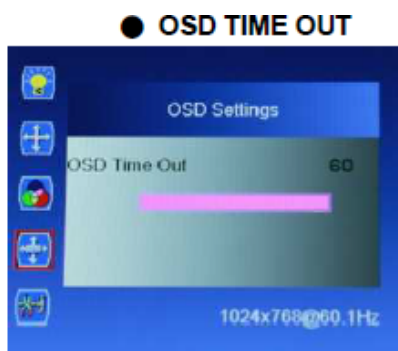 ● OSD TIME OUT
OSD Settings
OSD Time Out 60
1024x768@60.1Hz